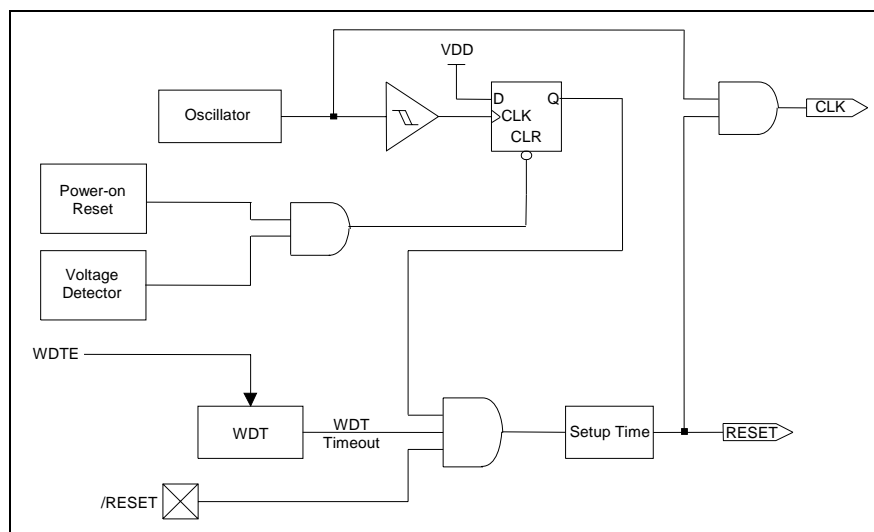 VDD
D
Q
CLK
CLR
Oscillator
CLK
Power-on
Reset
Voltage
Detector
WDTE
WDT
WDT
Timeout
Setup Time
RESET
/RESET